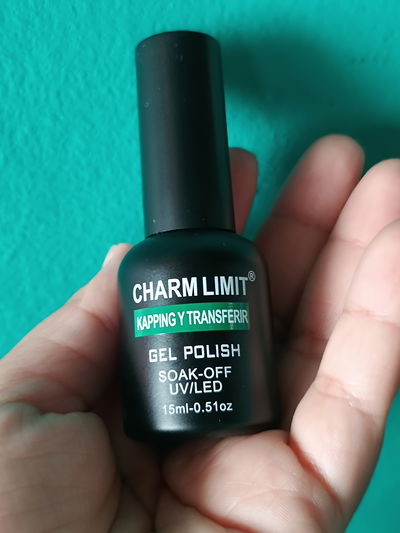 CHARM LIMIT®
KAPPING Y TRANSFERIR
GEL POLISH
SOAK-OFF
UV/LED
15ml-0.51oz